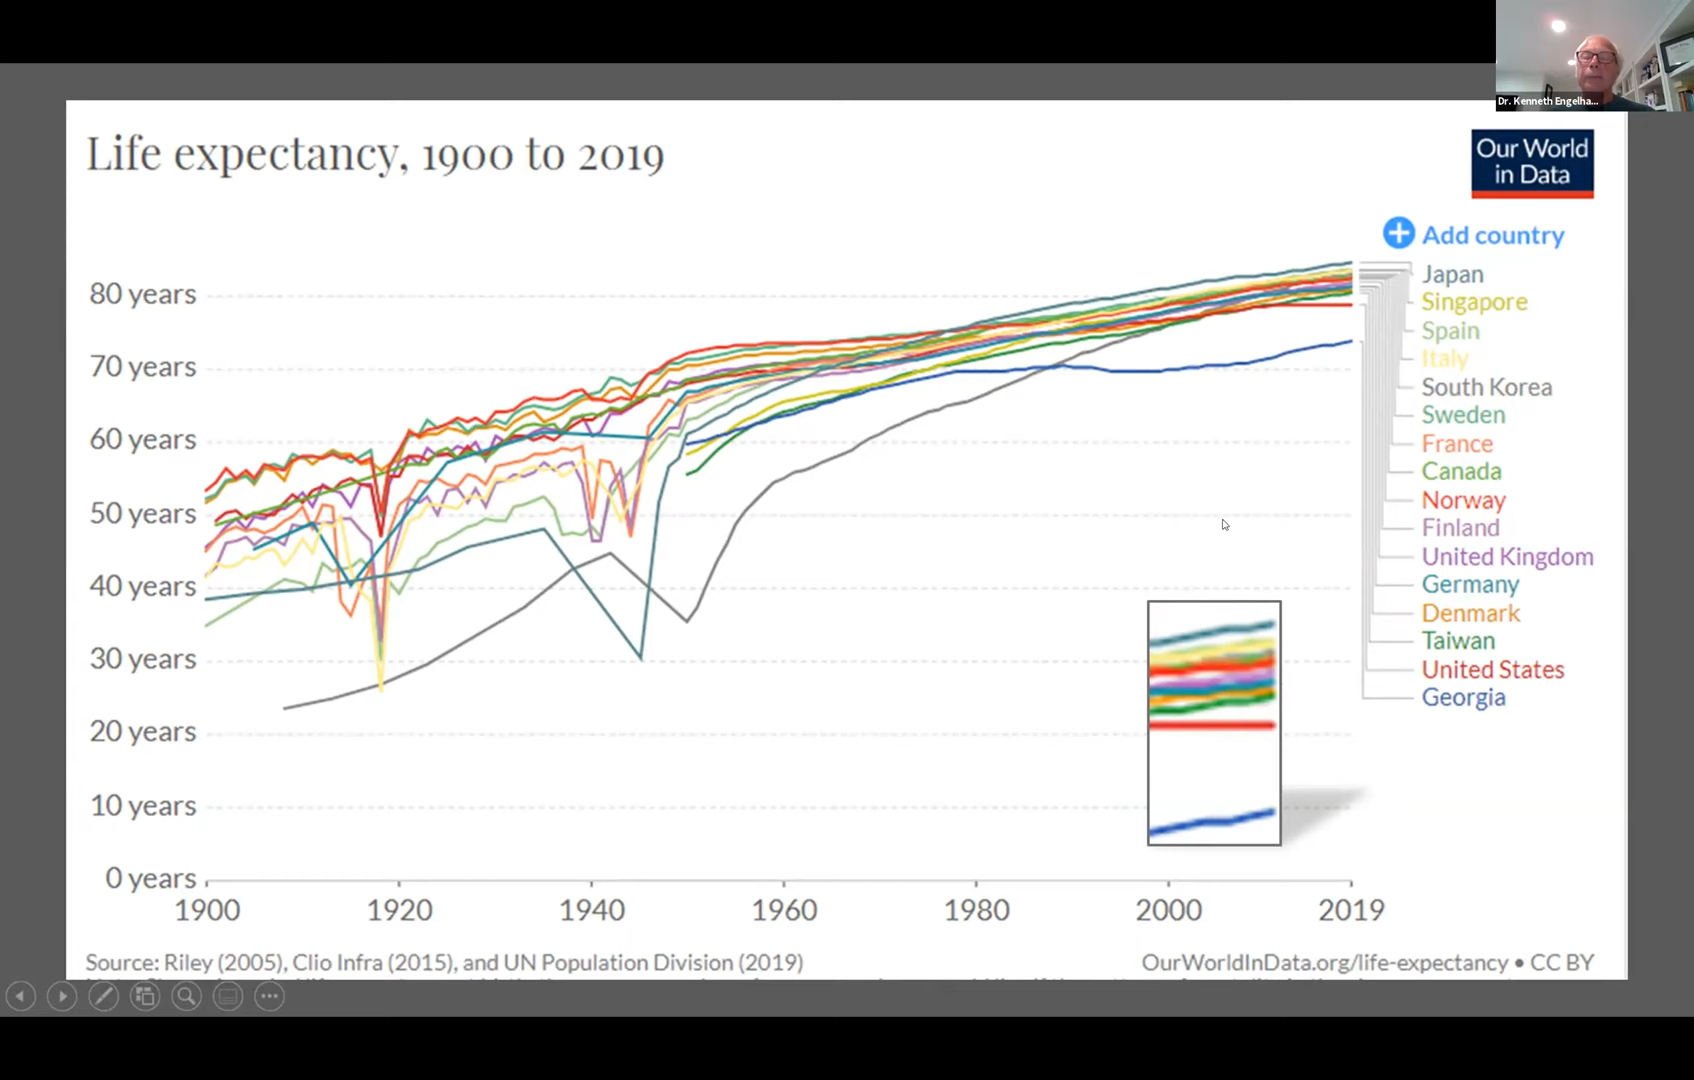 Dr. Kenneth Engelha...
Life expectancy, 1900 to 2019
Our World
in Data
Add country
80 years
70 years
60 years
50 years
40 years
30 years
20 years
10 years
0 years
1900 1920 1940 1960 1980 2000 2019
Japan
Singapore
Spain
Italy
South Korea
Sweden
France
Canada
Norway
Finland
United Kingdom
Germany
Denmark
Taiwan
United States
Georgia
Source: Riley (2005), Clio Infra (2015), and UN Population Division (2019)
OurWorldInData.org/life-expectancy • CC BY